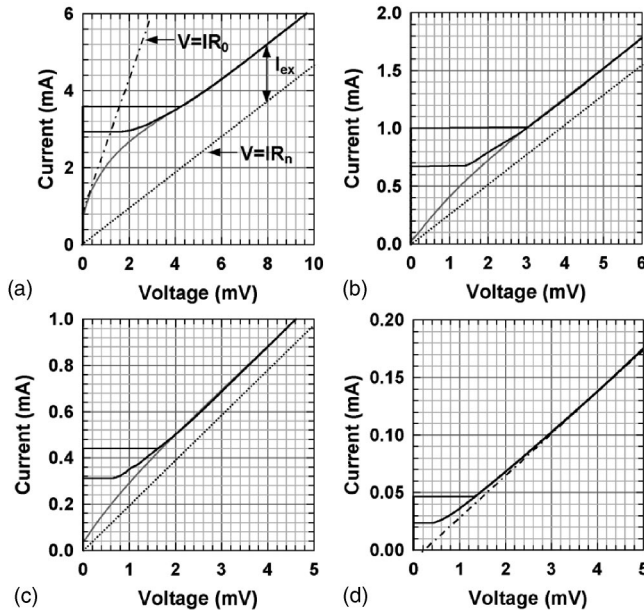 6
4
2
0
Current (mA)
V=IR0
Iex
V=IRn
0 2 4 6 8 10
Voltage (mV)
(a)
2.0
1.5
1.0
0.5
0.0
Current (mA)
0 1 2 3 4 5 6
Voltage (mV)
(b)
1.0
0.8
0.6
0.4
0.2
0.0
Current (mA)
0 1 2 3 4 5
Voltage (mV)
(c)
0.20
0.15
0.10
0.05
0.00
Current (mA)
0 1 2 3 4 5
Voltage (mV)
(d)